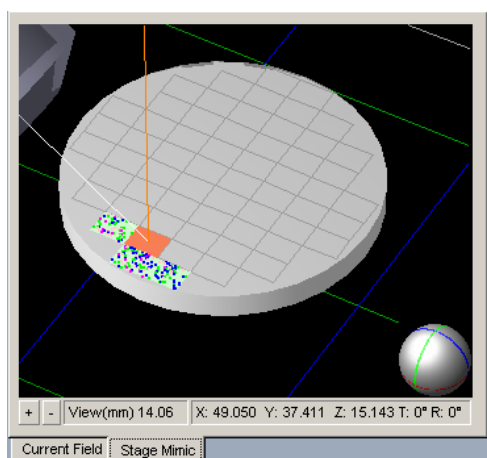 + - View(mm) 14.06 X: 49.050 Y: 37.411 Z: 15.143 T: 0° R: 0°
Current Field Stage Mimic